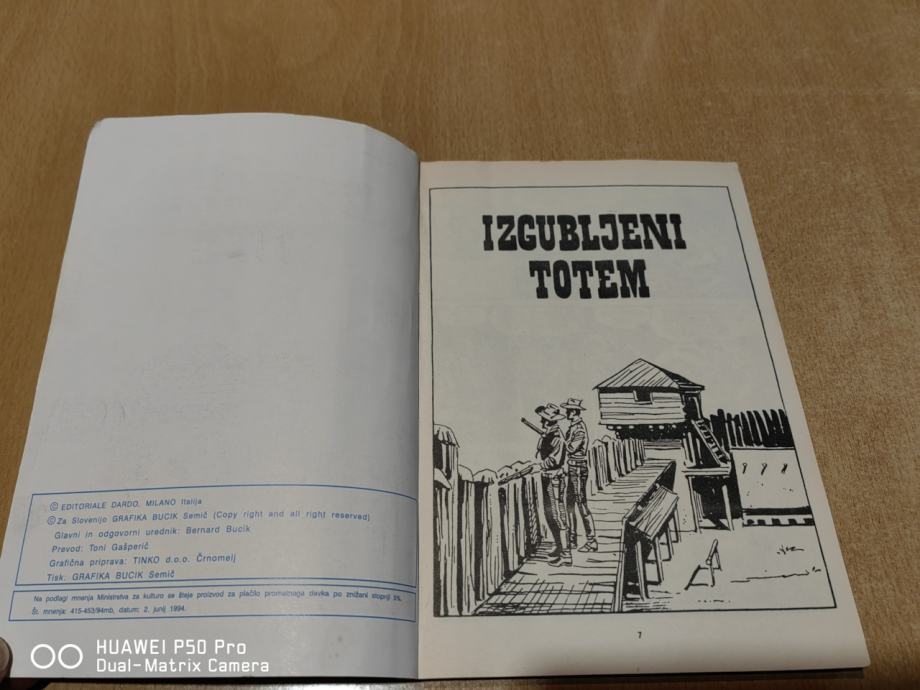 © EDITORIALE DARDO, MILANO Italija
© Za Slovenijo GRAFIKA BUCIK Semič (Copy right and all right reserved)
Glavni in odgovorni urednik: Bernard Bucik
Prevod: Toni Gašperič
Grafična priprava: TINKO d.o.o. Črnomelj
Tisk: GRAFIKA BUCIK Semič
Na podlagi mnenja Ministrstva za kulturo se šteje proizvod za plačilo prometnega davka po znižani stopnji 5%.
Št. mnenja: 415-453/94mb, datum: 2. junij 1994.
IZGUBLJENI
TOTEM
7
HUAWEI P50 Pro
Dual-Matrix Camera